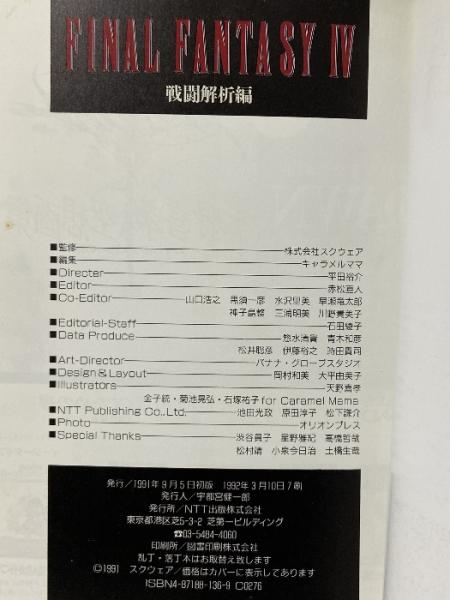 FINAL FANTASY IV
戦闘解析編
■監修 株式会社スクウェア
■編集 キャラメルママ
■Directer 平田裕介
■Editor 赤松直人
■Co-Editor 山口浩之 黒須一彦 水沢里美 早瀬竜太郎
神子島整 三浦明美 川野貴美子
■Editorial-Staff 石田綾子
■Data Produce 惣水清貴 青木和彦
松井聡彦 伊藤裕之 時田貴司
■Art-Director バナナ・グローブスタジオ
■Design&Layout 岡村和美 大平由美子
■Illustrators 天野喜孝
金子統・菊池晃弘・石塚祐子 for Caramel Mama
■NTT Publishing Co.,Ltd. 池田光政 原田淳子 松下謙介
■Photo オリオンプレス
■Special Thanks 渋谷員子 星野雅紀 高橋哲哉
松村靖 小泉今日治 土橋生哉
発行/1991年9月5日初版 1992年3月10日7刷
発行人/宇都宮健一郎
発行所/NTT出版株式会社
東京都港区芝5-3-2 芝第一ビルディング
☎03-5484-4060
印刷所/図書印刷株式会社
乱丁・落丁本はお取替え致します
©1991 スクウェア/価格はカバーに表示してあります
ISBN4-87188-136-9 C0276